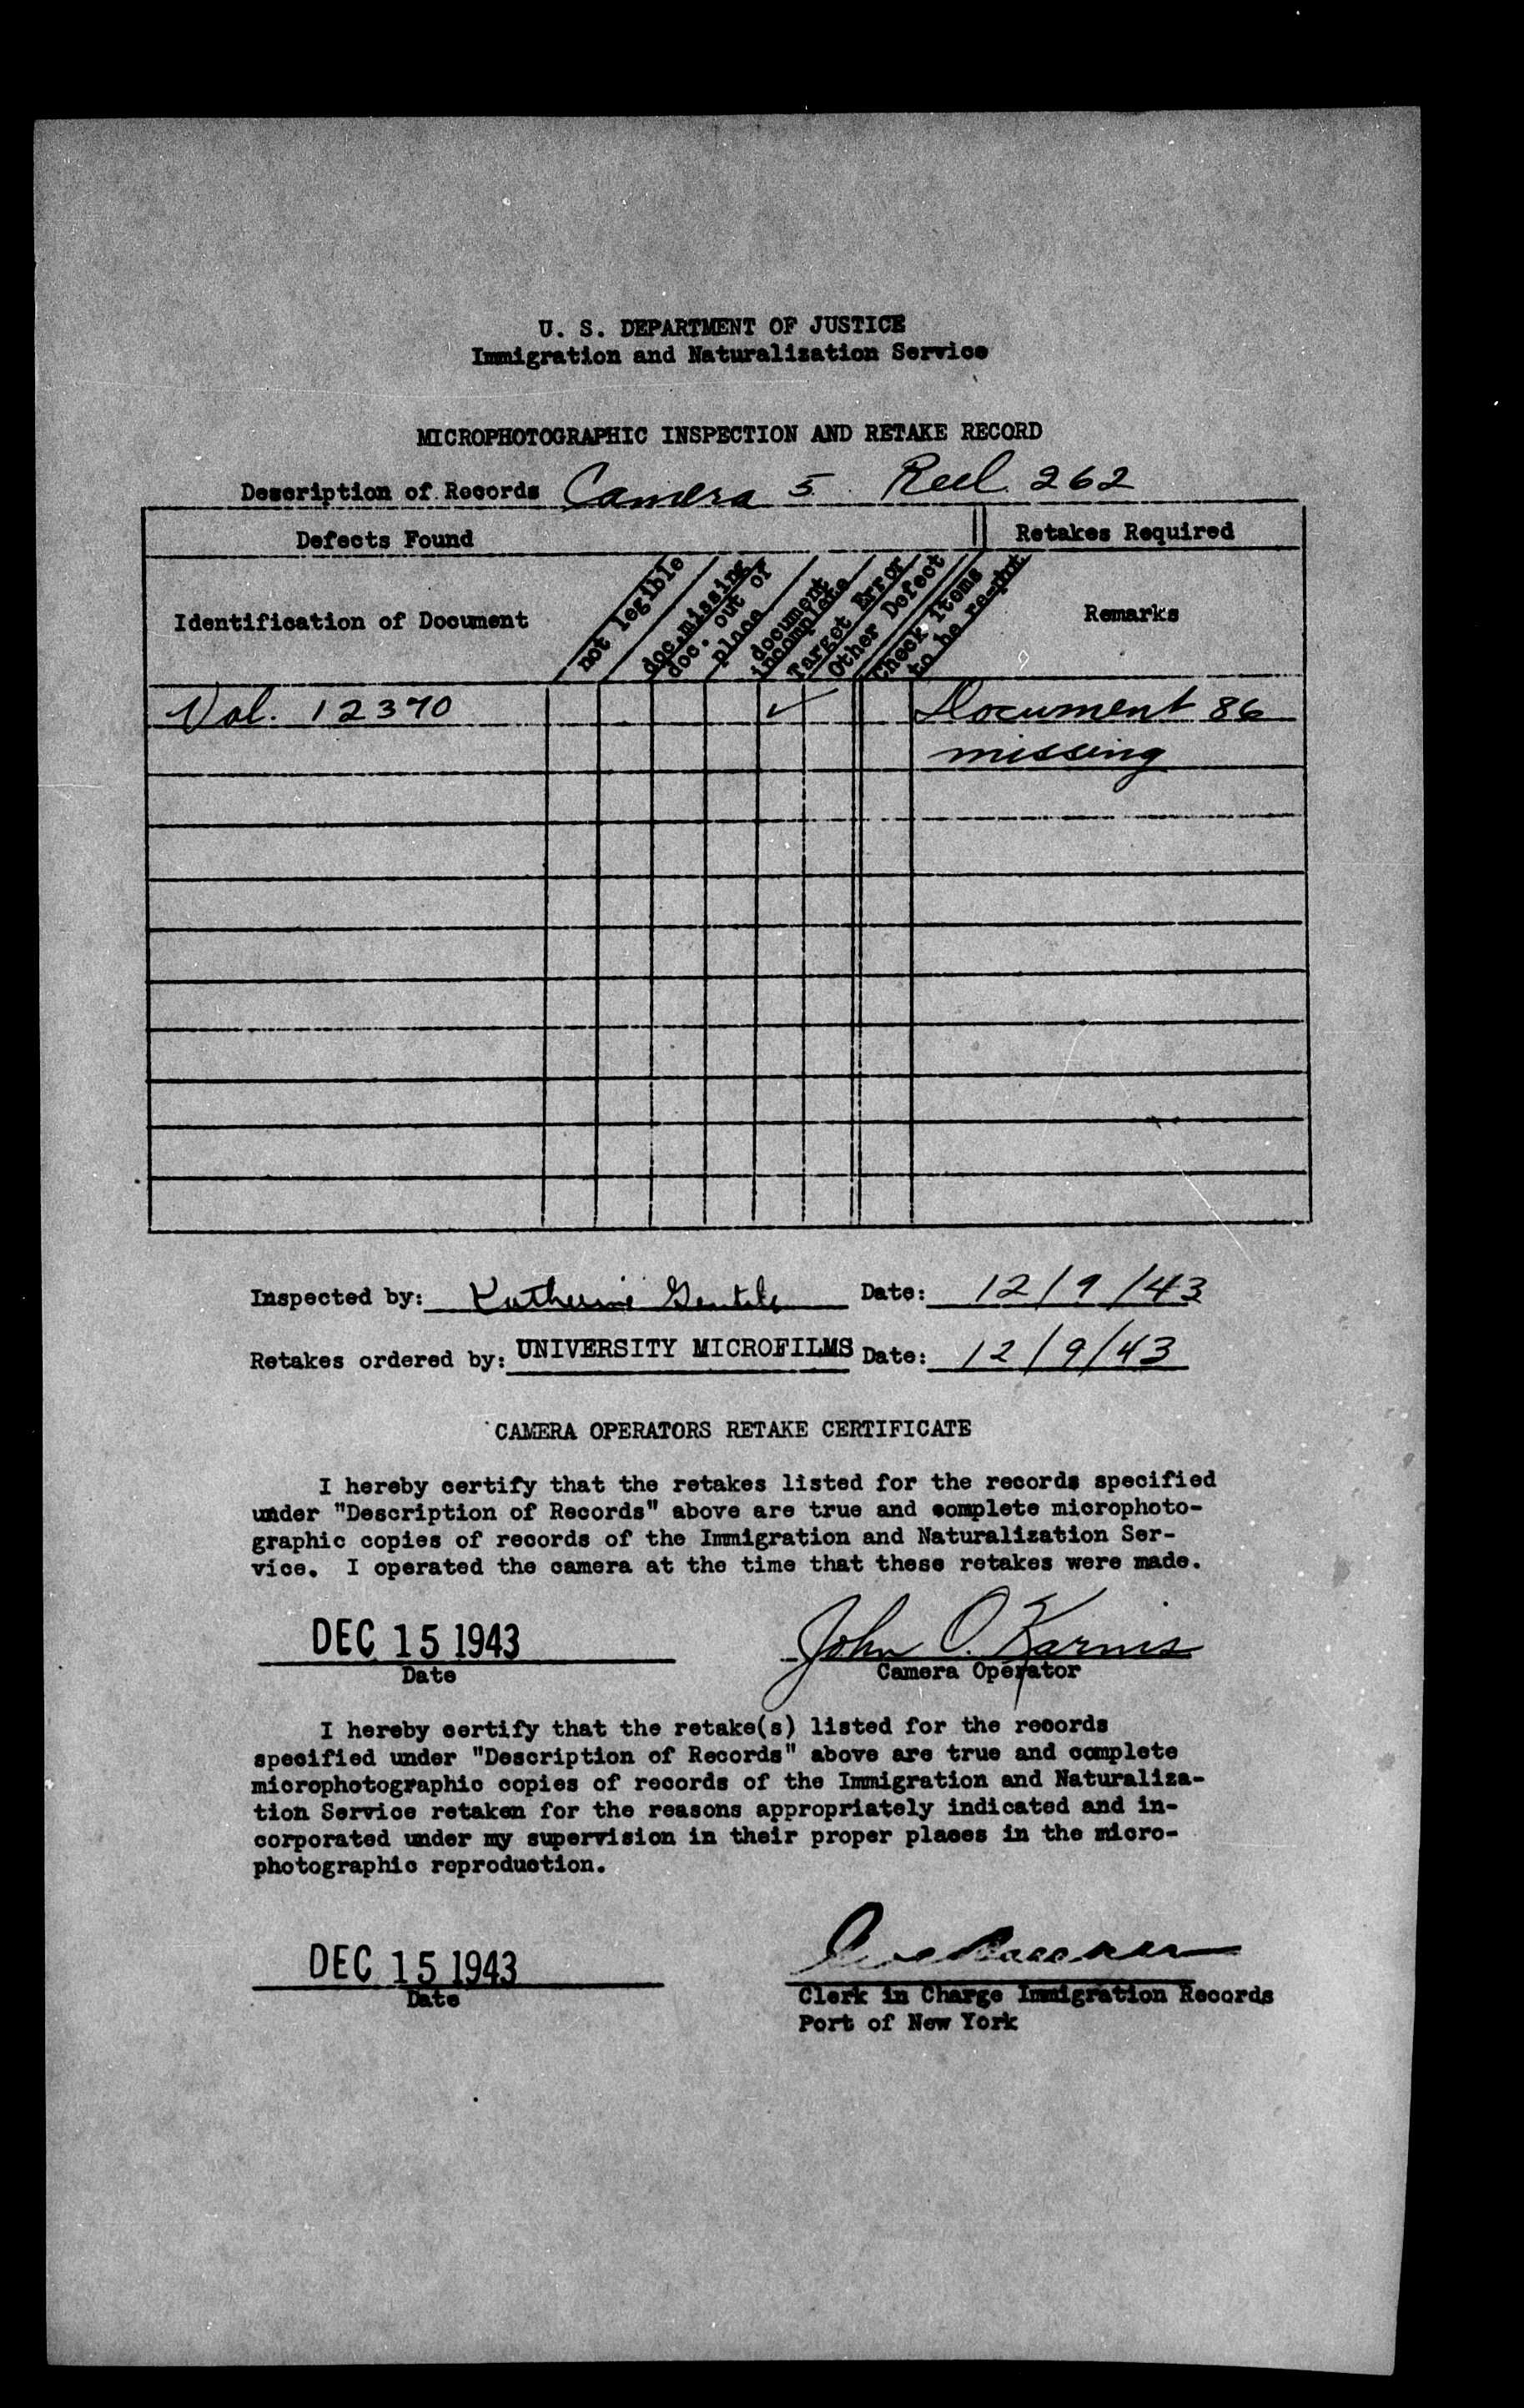 U. S. DEPARTMENT OF JUSTICE
Immigration and Naturalization Service
MICROPHOTOGRAPHIC INSPECTION AND RETAKE RECORD
Description of Records Camera 5 Reel 262
Defects Found
Retakes Required
Identification of Document
not legible
doc.missing
doc. out of
place
document
incomplete
Target Error
Other Defect
Check items
to be re-phot
Remarks
Vol. 12370 ✓ Document 86
missing
Inspected by: Katherine Gentile Date: 12/9/43
Retakes ordered by: UNIVERSITY MICROFILMS Date: 12/9/43
CAMERA OPERATORS RETAKE CERTIFICATE
I hereby certify that the retakes listed for the records specified
under "Description of Records" above are true and complete microphoto-
graphic copies of records of the Immigration and Naturalization Ser-
vice. I operated the camera at the time that these retakes were made.
DEC 15 1943 John O. Karnis
Date Camera Operator
I hereby certify that the retake(s) listed for the records
specified under "Description of Records" above are true and complete
microphotographic copies of records of the Immigration and Naturaliza-
tion Service retaken for the reasons appropriately indicated and in-
corporated under my supervision in their proper places in the micro-
photographic reproduction.
DEC 15 1943
Date
Clerk in Charge Immigration Records
Port of New York